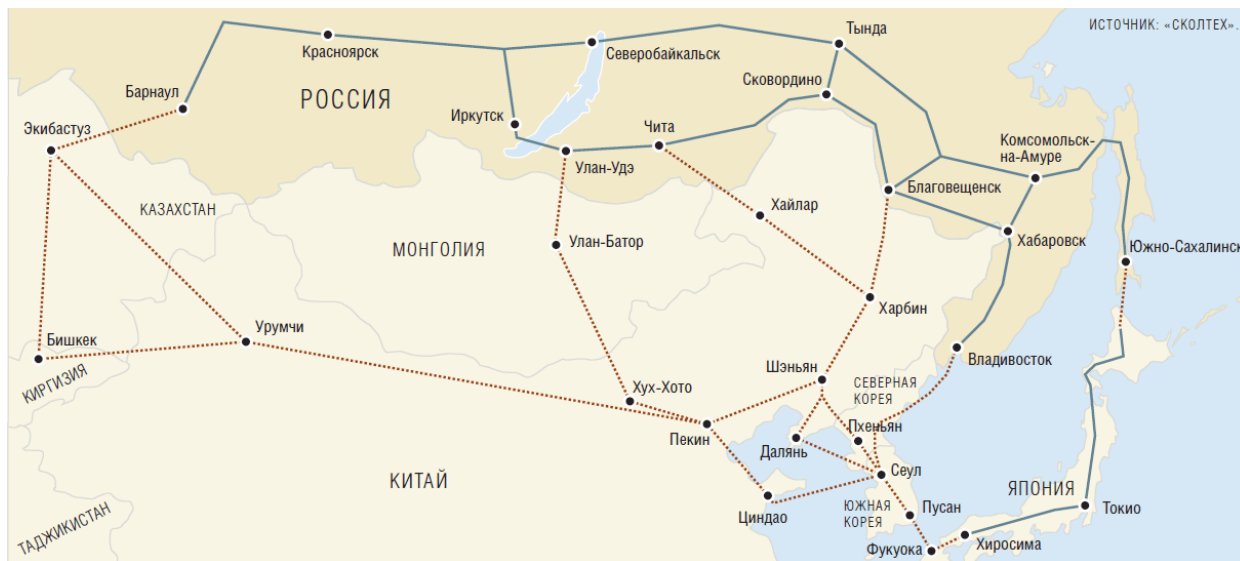 ИСТОЧНИК: «СКОЛТЕХ».
Тында
Красноярск
Северобайкальск
Сковордино
Барнаул
РОССИЯ
Иркутск
Чита
Экибастуз
Комсомольск-
на-Амуре
Улан-Удэ
Благовещенск
КАЗАХСТАН
Хайлар
Хабаровск
МОНГОЛИЯ
Улан-Батор
Южно-Сахалинск
Харбин
Урумчи
Бишкек
Владивосток
Шэньян
СЕВЕРНАЯ
КОРЕЯ
КИРГИЗИЯ
Хух-Хото
Пхеньян
Пекин
Далянь
Сеул
КИТАЙ
ЯПОНИЯ
Циндао
ЮЖНАЯ
КОРЕЯ
Пусан
Токио
ТАДЖИКИСТАН
Фукуока
Хиросима